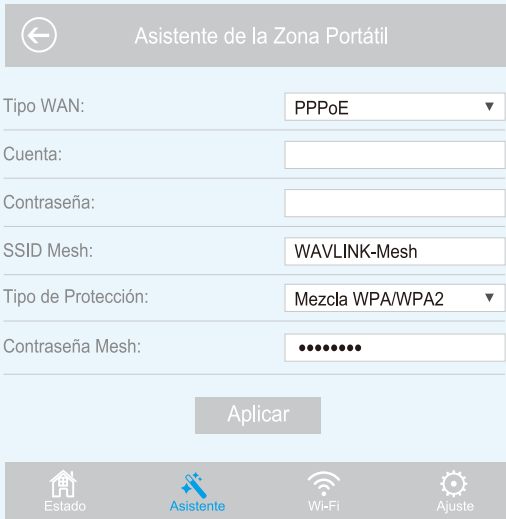 Asistente de la Zona Portátil
Tipo WAN: PPPoE
Cuenta:
Contraseña:
SSID Mesh: WAVLINK-Mesh
Tipo de Protección: Mezcla WPA/WPA2
Contraseña Mesh: ••••••••
Aplicar
Estado Asistente Wi-Fi Ajuste